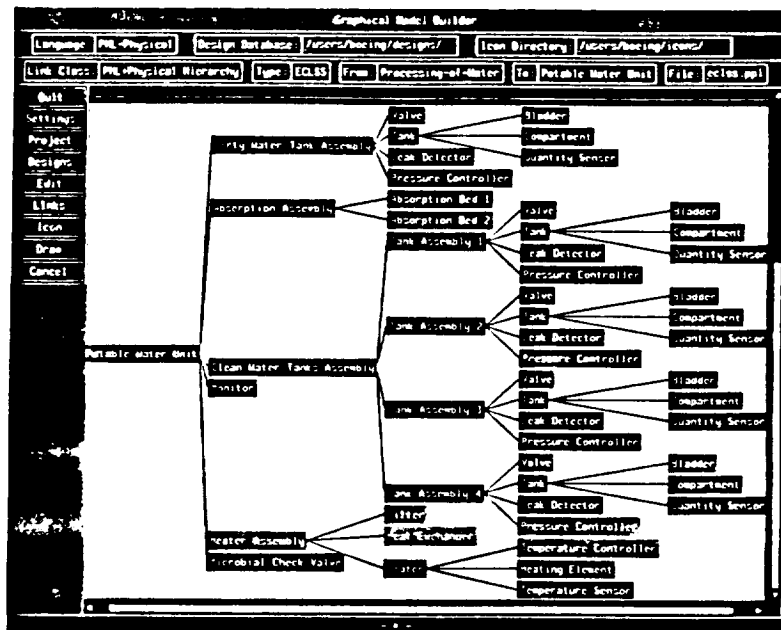 Graphical Model Builder
Language: PML+Physical Design Database: /users/boeing/designs/ Icon Directory: /users/boeing/icons/
Link Class: PML+Physical Hierarchy Type: ECLSS From: Processing-of-Water To: Potable Water Unit File: eclss.ppl
Quit
Settings
Project
Designs
Edit
Links
Icon
Draw
Cancel
Valve Bladder
Dirty Water Tank Assembly Tank Compartment
Leak Detector Quantity Sensor
Pressure Controller
Absorption Bed 1
Absorption Assembly Valve Bladder
Absorption Bed 2 Tank Compartment
Tank Assembly 1 Leak Detector Quantity Sensor
Pressure Controller
Valve Bladder
Tank Assembly 2 Tank Compartment
Leak Detector Quantity Sensor
Potable Water Unit Pressure Controller
Clean Water Tanks Assembly
Monitor Valve Bladder
Tank Assembly 3 Tank Compartment
Leak Detector Quantity Sensor
Pressure Controller
Valve Bladder
Tank Assembly 4 Tank Compartment
Leak Detector Quantity Sensor
Filter Pressure Controller
Heater Assembly Heat Exchanger Temperature Controller
Microbial Check Valve Heater Heating Element
Temperature Sensor